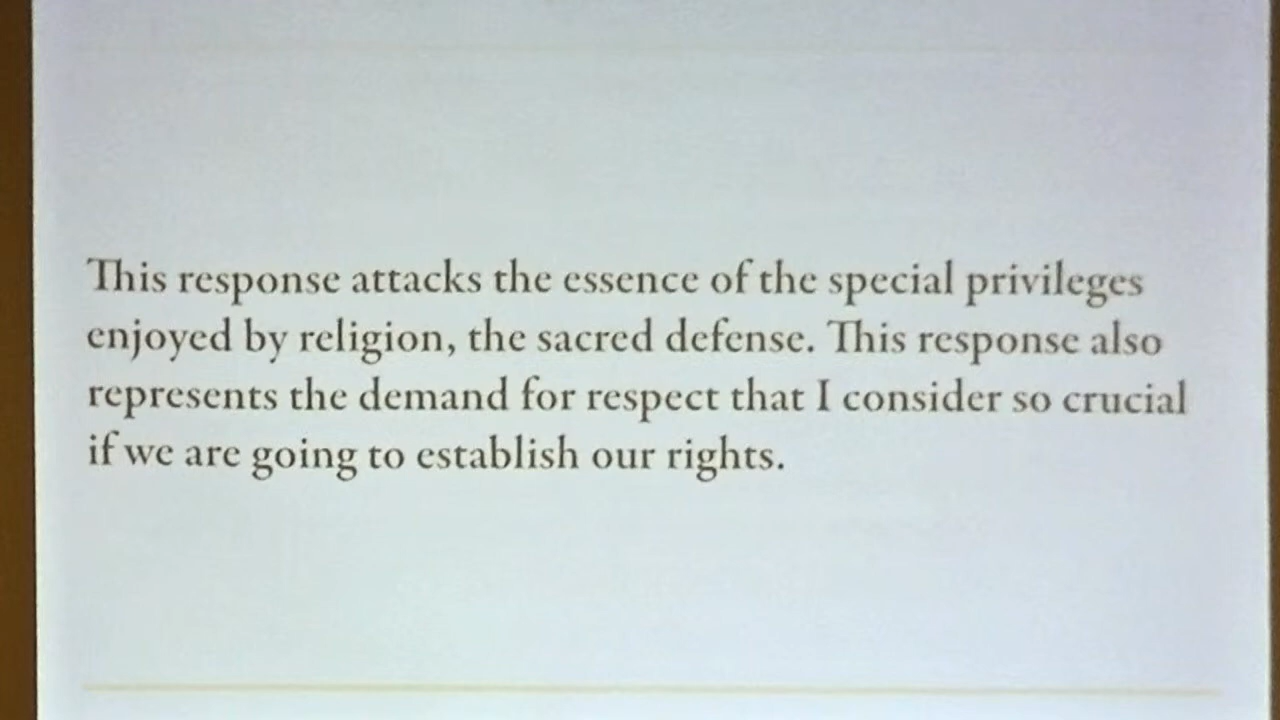 This response attacks the essence of the special privileges
enjoyed by religion, the sacred defense. This response also
represents the demand for respect that I consider so crucial
if we are going to establish our rights.